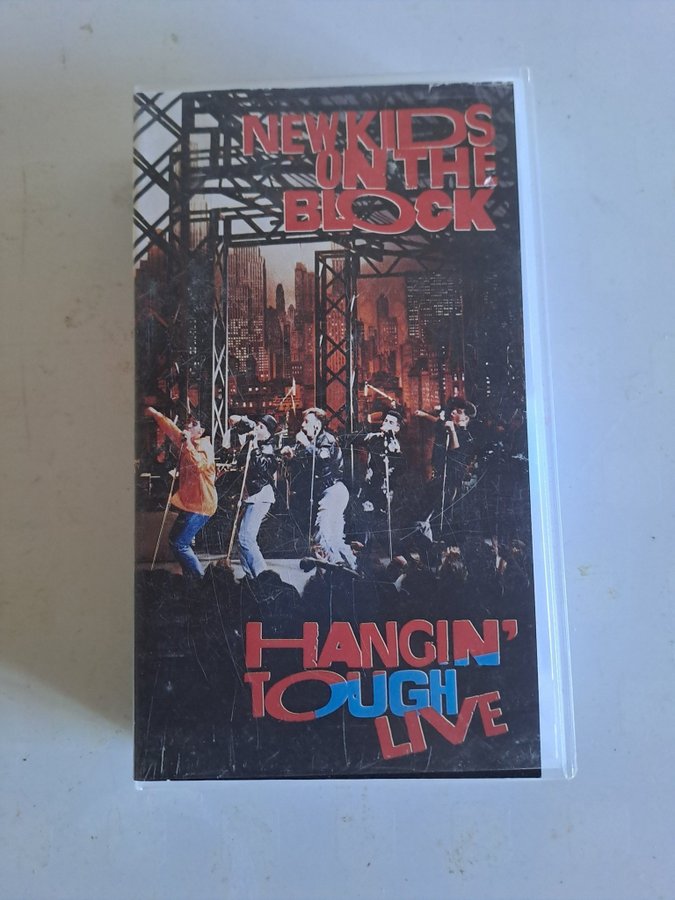 NEW KIDS
ON THE
BLOCK
HANGIN'
TOUGH
LIVE